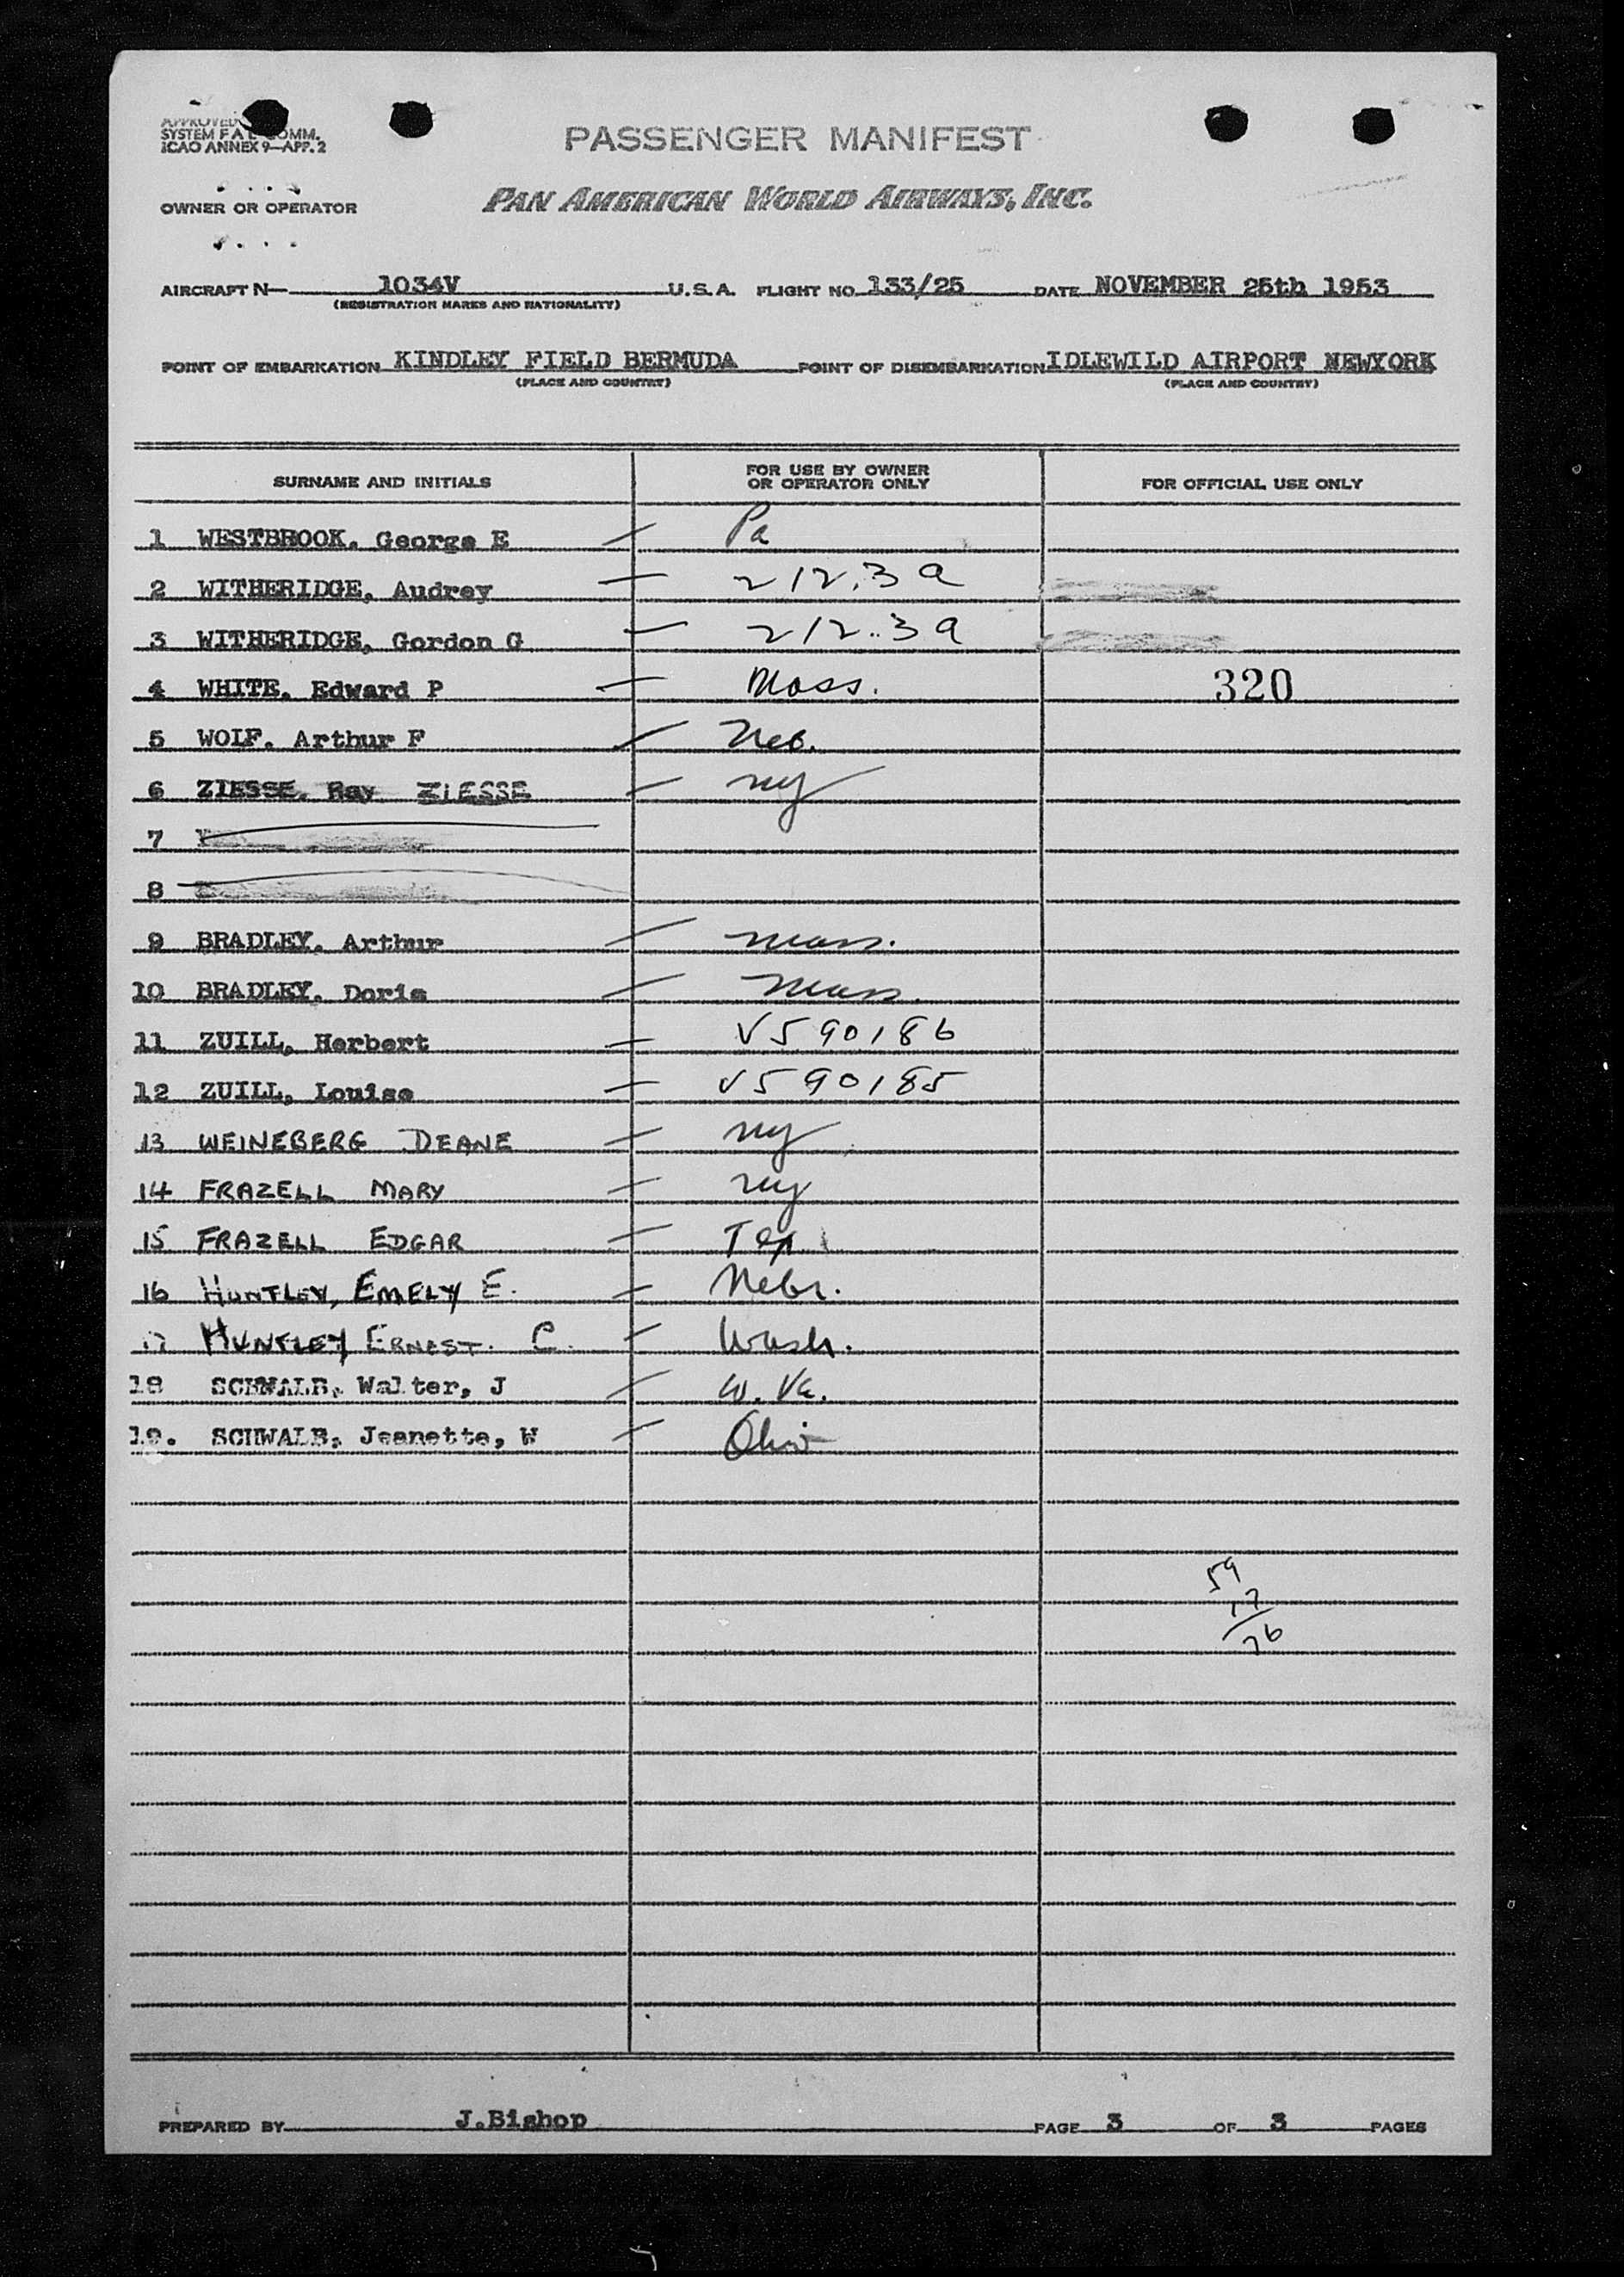 APPROVED
SYSTEM F A L COMM.
ICAO ANNEX 9—APP. 2
PASSENGER MANIFEST
OWNER OR OPERATOR PAN AMERICAN WORLD AIRWAYS, INC.
AIRCRAFT N— 1034V U.S.A. FLIGHT NO 133/25 DATE NOVEMBER 25th 1953
(REGISTRATION MARKS AND NATIONALITY)
POINT OF EMBARKATION KINDLEY FIELD BERMUDA POINT OF DISEMBARKATION IDLEWILD AIRPORT NEWYORK
(PLACE AND COUNTRY) (PLACE AND COUNTRY)
SURNAME AND INITIALS FOR USE BY OWNER OR OPERATOR ONLY FOR OFFICIAL USE ONLY
1 WESTBROOK, George E — Pa
2 WITHERIDGE, Audrey — 212.3a
3 WITHERIDGE, Gordon G — 212.3a
4 WHITE, Edward P — Mass. 320
5 WOLF, Arthur F — Neb.
6 ZIESSE, Ray ZIESSE — ny
7
8
9 BRADLEY, Arthur — Mass.
10 BRADLEY, Doris — Mass.
11 ZUILL, Herbert — V590186
12 ZUILL, Louise — V590185
13 WEINEBERG DEANE — ny
14 FRAZELL MARY — ny
15 FRAZELL EDGAR — Tex
16 HUNTLEY, EMELY E. — Nebr.
17 HUNTLEY, ERNEST. C. — Wash.
18 SCHWALB, Walter, J — W. Va.
19. SCHWALB, Jeanette, W — Ohio
59
17
76
PREPARED BY J.Bishop PAGE 3 OF 3 PAGES